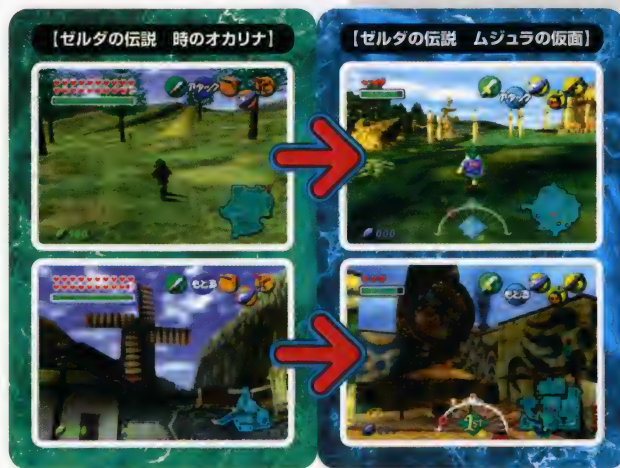 【ゼルダの伝説 時のオカリナ】
【ゼルダの伝説 ムジュラの仮面】
アタック
アタック
もどる
もどる
1st